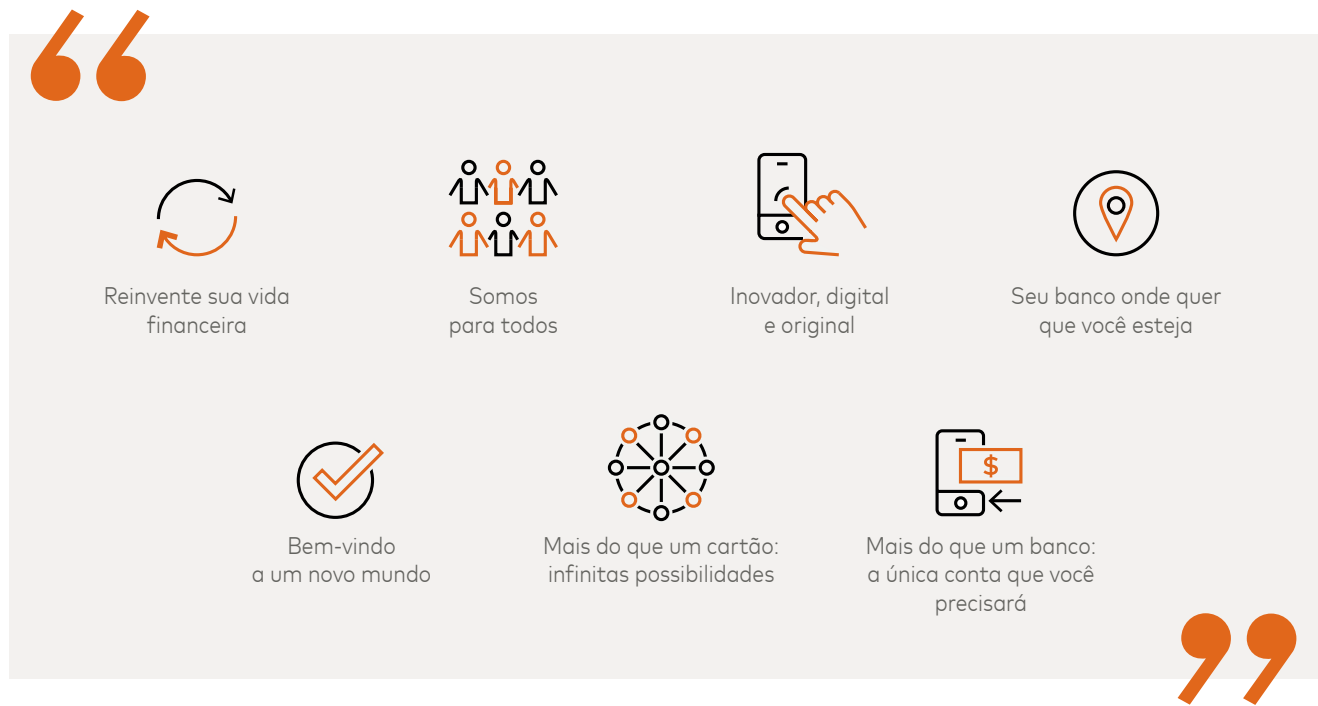 “
Reinvente sua vida
financeira
Somos
para todos
Inovador, digital
e original
Seu banco onde quer
que você esteja
$
Bem-vindo
a um novo mundo
Mais do que um cartão:
infinitas possibilidades
Mais do que um banco:
a única conta que você
precisará
”